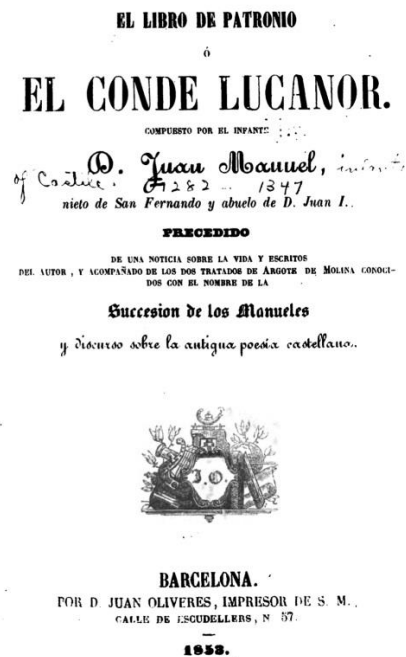 EL LIBRO DE PATRONIO
ó
EL CONDE LUCANOR.
COMPUESTO POR EL INFANTE
D. Juan Manuel,
of Castile. 1282 1347
nieto de San Fernando y abuelo de D. Juan I.
PRECEDIDO
DE UNA NOTICIA SOBRE LA VIDA Y ESCRITOS
DEL AUTOR, Y ACOMPAÑADO DE LOS DOS TRATADOS DE ARGOTE DE MOLINA CONOCI-
DOS CON EL NOMBRE DE LA
Succesion de los Manueles
y discurso sobre la antigua poesía castellana.
J. O.
BARCELONA.
POR D. JUAN OLIVERES, IMPRESOR DE S. M.,
CALLE DE ESCUDELLERS, N 57.
1853.